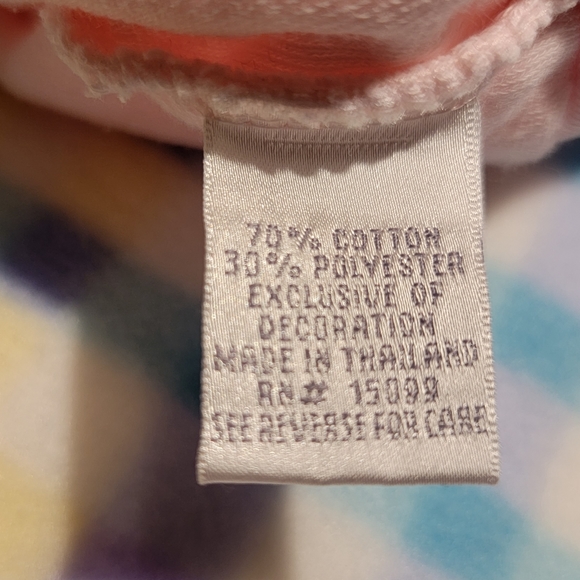 70% COTTON
30% POLYESTER
EXCLUSIVE OF
DECORATION
MADE IN THAILAND
RN# 15099
SEE REVERSE FOR CARE